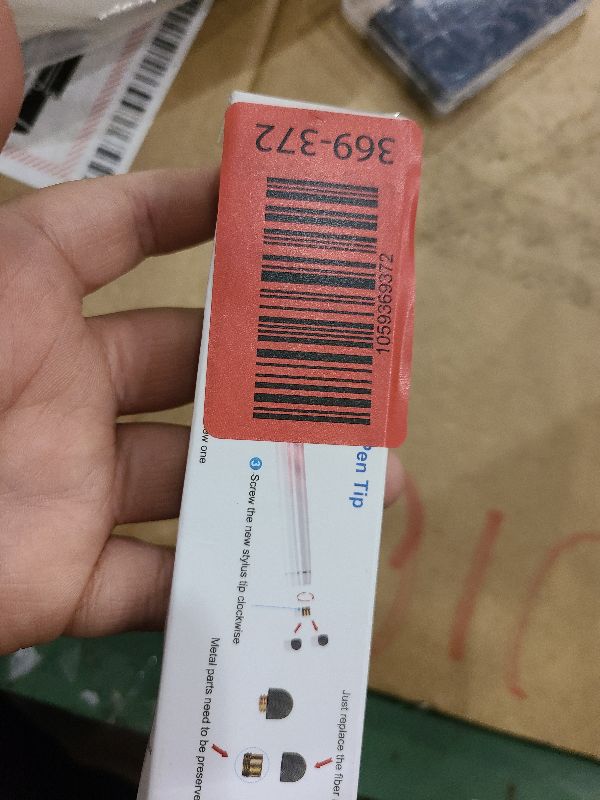 369-372
1059369372
Pen Tip
ew one
3 Screw the new stylus tip clockwise
Just replace the fiber
Metal parts need to be preserve